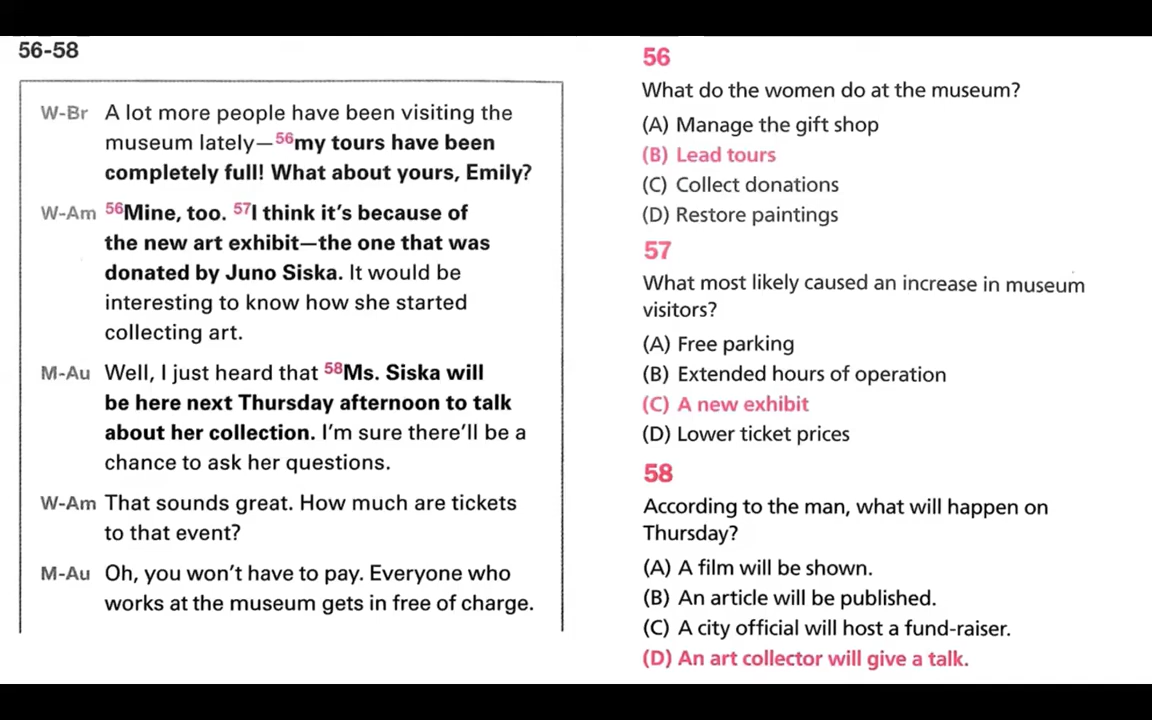 56-58
W-Br A lot more people have been visiting the
museum lately—56my tours have been
completely full! What about yours, Emily?
W-Am 56Mine, too. 57I think it's because of
the new art exhibit—the one that was
donated by Juno Siska. It would be
interesting to know how she started
collecting art.
M-Au Well, I just heard that 58Ms. Siska will
be here next Thursday afternoon to talk
about her collection. I'm sure there'll be a
chance to ask her questions.
W-Am That sounds great. How much are tickets
to that event?
M-Au Oh, you won't have to pay. Everyone who
works at the museum gets in free of charge.
56
What do the women do at the museum?
(A) Manage the gift shop
(B) Lead tours
(C) Collect donations
(D) Restore paintings
57
What most likely caused an increase in museum
visitors?
(A) Free parking
(B) Extended hours of operation
(C) A new exhibit
(D) Lower ticket prices
58
According to the man, what will happen on
Thursday?
(A) A film will be shown.
(B) An article will be published.
(C) A city official will host a fund-raiser.
(D) An art collector will give a talk.